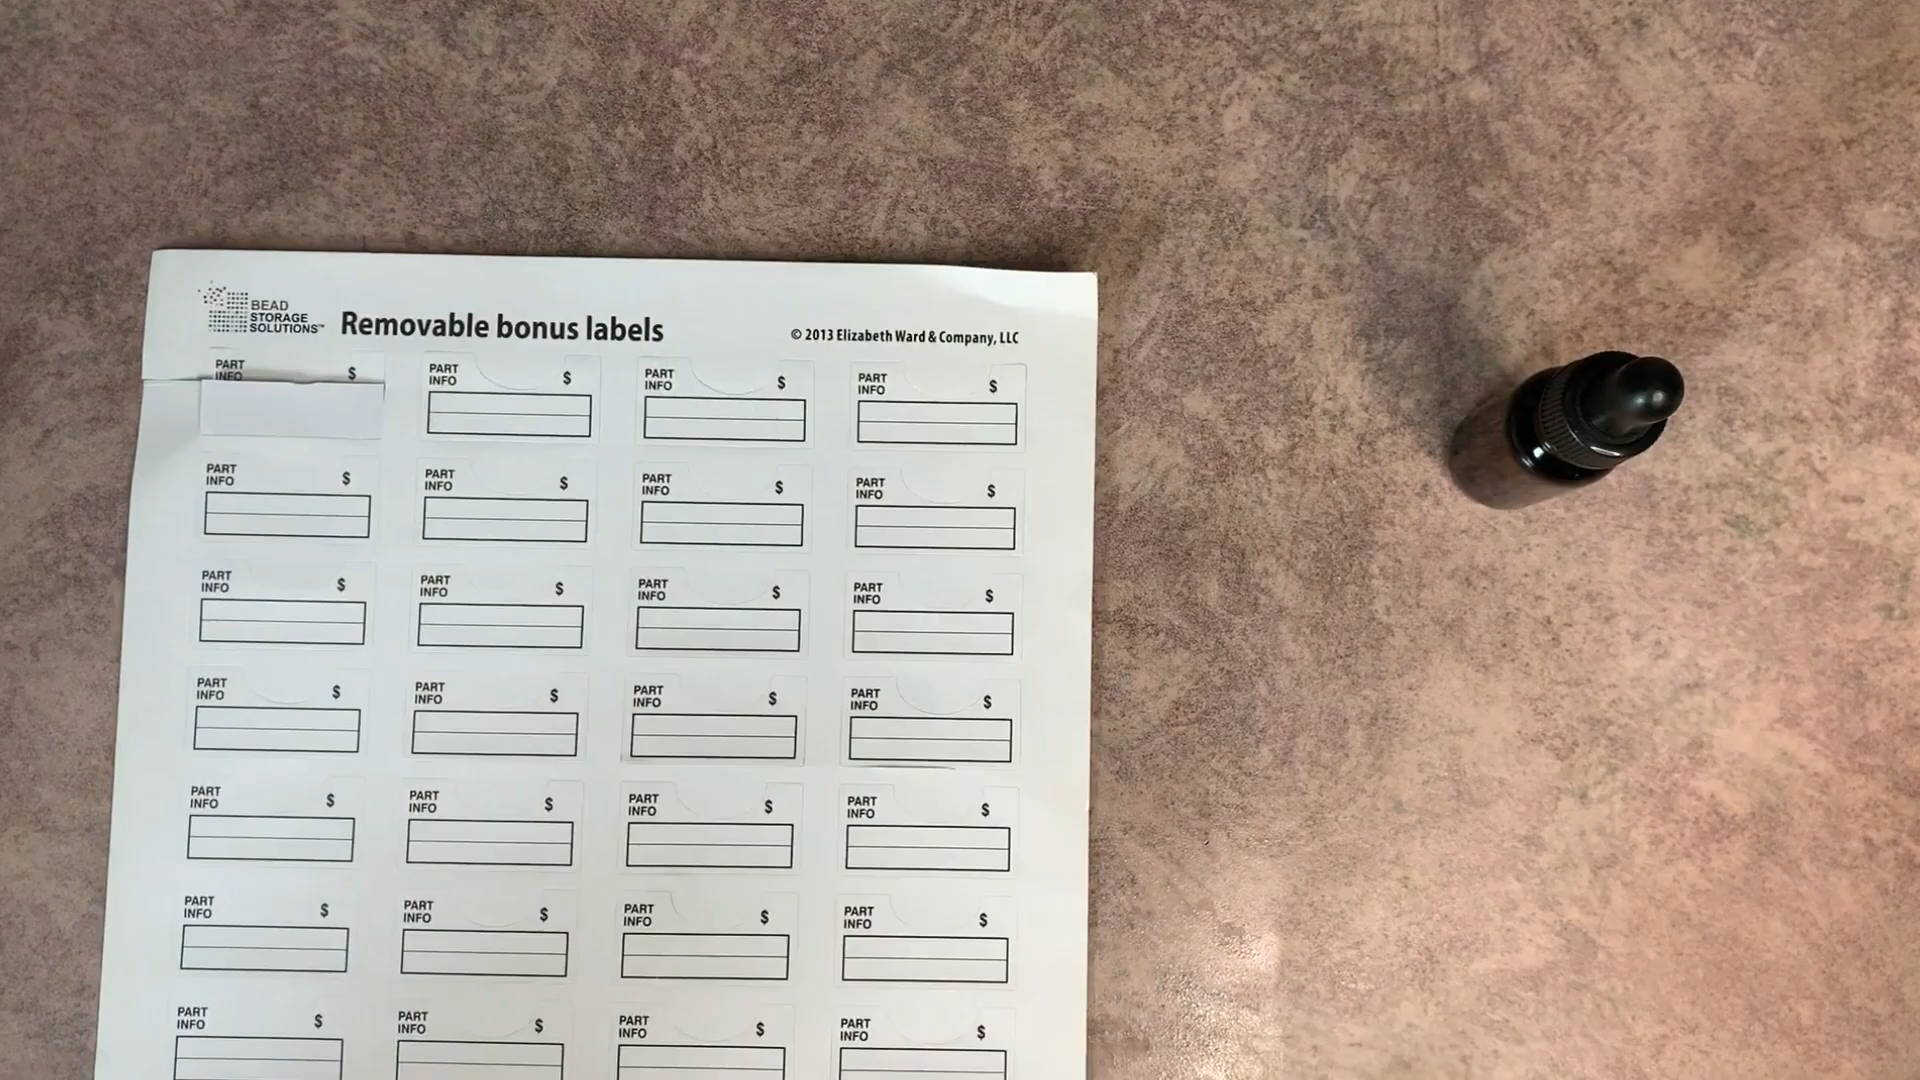 BEAD
STORAGE
SOLUTIONS™
Removable bonus labels
© 2013 Elizabeth Ward & Company, LLC
PART INFO $ PART INFO $ PART INFO $ PART INFO $
PART INFO $ PART INFO $ PART INFO $ PART INFO $
PART INFO $ PART INFO $ PART INFO $ PART INFO $
PART INFO $ PART INFO $ PART INFO $ PART INFO $
PART INFO $ PART INFO $ PART INFO $ PART INFO $
PART INFO $ PART INFO $ PART INFO $ PART INFO $
PART INFO $ PART INFO $ PART INFO $ PART INFO $